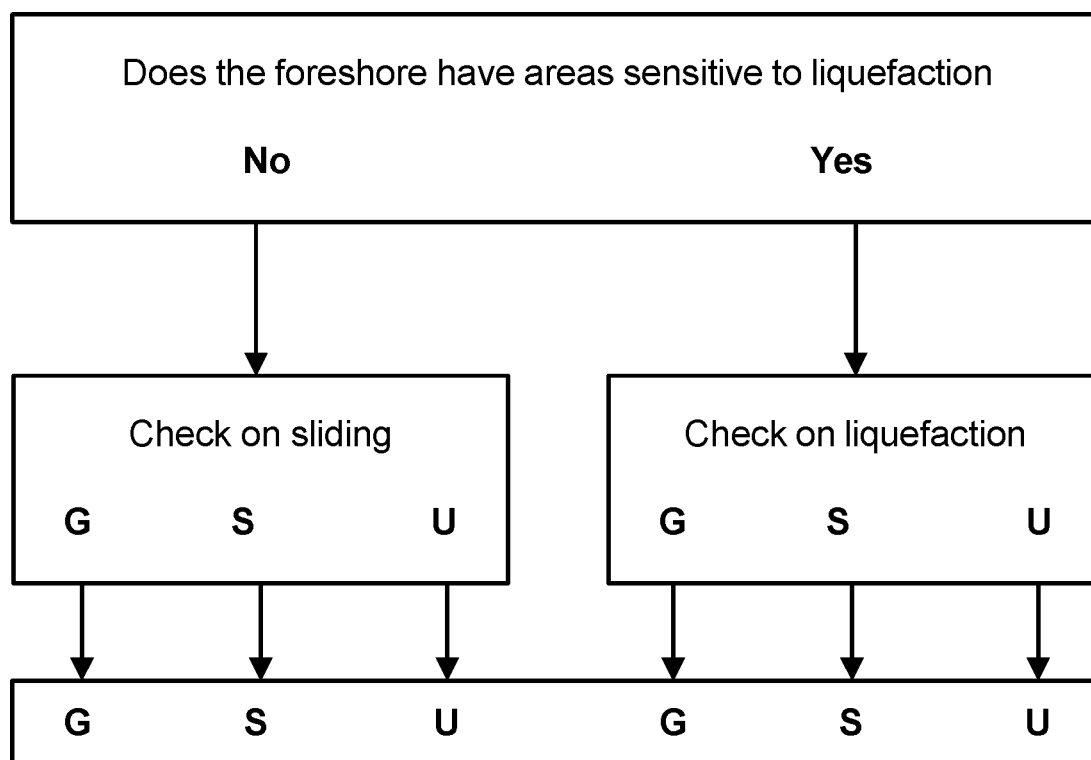 Does the foreshore have areas sensitive to liquefaction
No Yes
Check on sliding Check on liquefaction
G S U G S U
G S U G S U